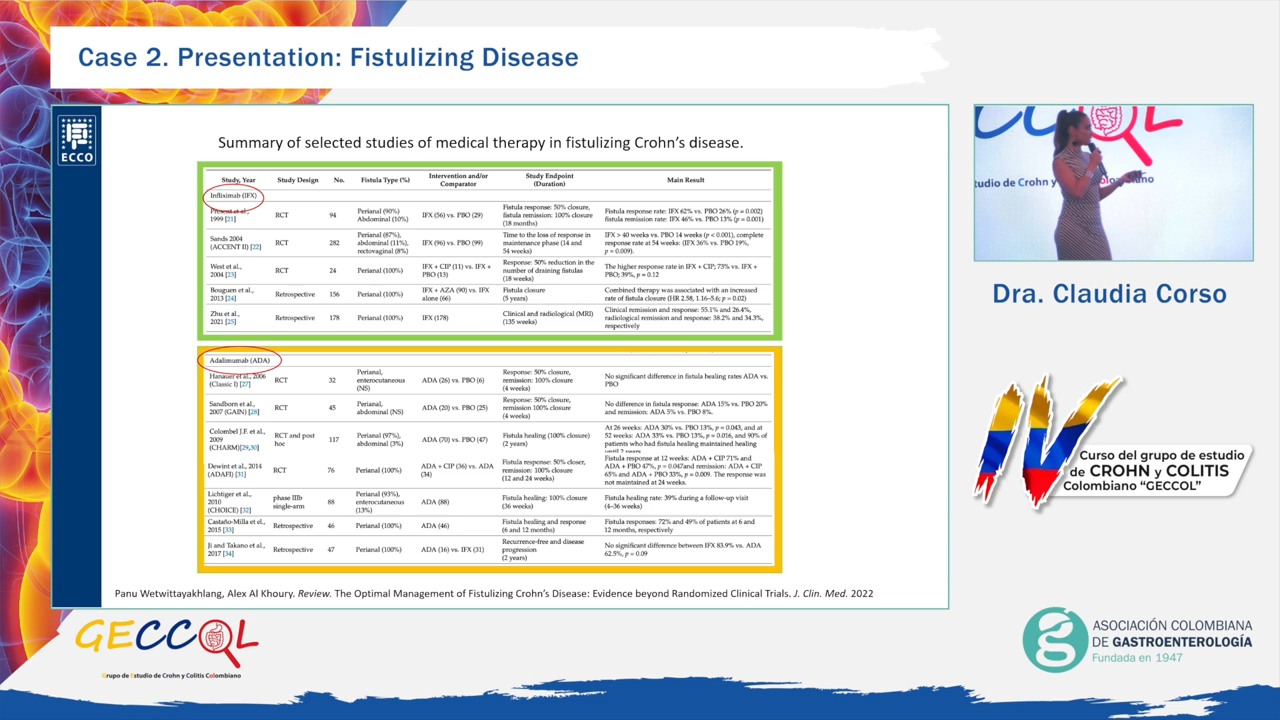 Case 2. Presentation: Fistulizing Disease
ECCO
Summary of selected studies of medical therapy in fistulizing Crohn's disease.
Study, Year Study Design No. Fistula Type (%) Intervention and/or Comparator Study Endpoint (Duration) Main Result
Infliximab (IFX)
Present et al., 1999 [21] RCT 94 Perianal (90%) Abdominal (10%) IFX (56) vs. PBO (29) Fistula response: 50% closure, fistula remission: 100% closure (18 months) Fistula response rate: IFX 62% vs. PBO 26% (p = 0.002) fistula remission rate: IFX 46% vs. PBO 13% (p = 0.001)
Sands 2004 (ACCENT II) [22] RCT 282 Perianal (87%), abdominal (11%), rectovaginal (8%) IFX (96) vs. PBO (99) Time to the loss of response in maintenance phase (14 and 54 weeks) IFX > 40 weeks vs. PBO 14 weeks (p < 0.001), complete response rate at 54 weeks: (IFX 36% vs. PBO 19%, p = 0.009).
West et al., 2004 [23] RCT 24 Perianal (100%) IFX + CIP (11) vs. IFX + PBO (13) Response: 50% reduction in the number of draining fistulas (18 weeks) The higher response rate in IFX + CIP; 73% vs. IFX + PBO; 39%, p = 0.12
Bouguen et al., 2013 [24] Retrospective 156 Perianal (100%) IFX + AZA (90) vs. IFX alone (66) Fistula closure (5 years) Combined therapy was associated with an increased rate of fistula closure (HR 2.58, 1.16–5.6; p = 0.02)
Zhu et al., 2021 [25] Retrospective 178 Perianal (100%) IFX (178) Clinical and radiological (MRI) (135 weeks) Clinical remission and response: 55.1% and 26.4%, radiological remission and response: 38.2% and 34.3%, respectively
Adalimumab (ADA)
Hanauer et al., 2006 (Classic I) [27] RCT 32 Perianal, enterocutaneous (NS) ADA (26) vs. PBO (6) Response: 50% closure, remission: 100% closure (4 weeks) No significant difference in fistula healing rates ADA vs. PBO
Sandborn et al., 2007 (GAIN) [28] RCT 45 Perianal, abdominal (NS) ADA (20) vs. PBO (25) Response: 50% closure, remission 100% closure (4 weeks) No difference in fistula response: ADA 15% vs. PBO 20% and remission: ADA 5% vs. PBO 8%.
Colombel J.F. et al., 2009 (CHARM)[29,30] RCT and post hoc 117 Perianal (97%), abdominal (3%) ADA (70) vs. PBO (47) Fistula healing (100% closure) (2 years) At 26 weeks: ADA 30% vs. PBO 13%, p = 0.043, and at 52 weeks: ADA 33% vs. PBO 13%, p = 0.016, and 90% of patients who had fistula healing maintained healing until 2 years
Dewint et al., 2014 (ADAFI) [31] RCT 76 Perianal (100%) ADA + CIP (36) vs. ADA (34) Fistula response: 50% closer, remission: 100% closure (12 and 24 weeks) Fistula response at 12 weeks: ADA + CIP 71% and ADA + PBO 47%, p = 0.047and remission: ADA + CIP 65% and ADA + PBO 33%, p = 0.009. The response was not maintained at 24 weeks.
Lichtiger et al., 2010 (CHOICE) [32] phase IIIb single-arm 88 Perianal (93%), enterocutaneous (13%) ADA (88) Fistula healing: 100% closure (36 weeks) Fistula healing rate: 39% during a follow-up visit (4–36 weeks)
Castaño-Milla et el., 2015 [33] Retrospective 46 Perianal (100%) ADA (46) Fistula healing and response (6 and 12 months) Fistula responses: 72% and 49% of patients at 6 and 12 months, respectively
Ji and Takano et al., 2017 [34] Retrospective 47 Perianal (100%) ADA (16) vs. IFX (31) Recurrence-free and disease progression (2 years) No significant difference between IFX 83.9% vs. ADA 62.5%, p = 0.09
Panu Wetwittayakhlang, Alex Al Khoury. Review. The Optimal Management of Fistulizing Crohn's Disease: Evidence beyond Randomized Clinical Trials. J. Clin. Med. 2022
Dra. Claudia Corso
IV
Curso del grupo de estudio
de CROHN y COLITIS
Colombiano "GECCOL"
GECCOL
Grupo de Estudio de Crohn y Colitis Colombiano
ASOCIACIÓN COLOMBIANA
DE GASTROENTEROLOGÍA
Fundada en 1947